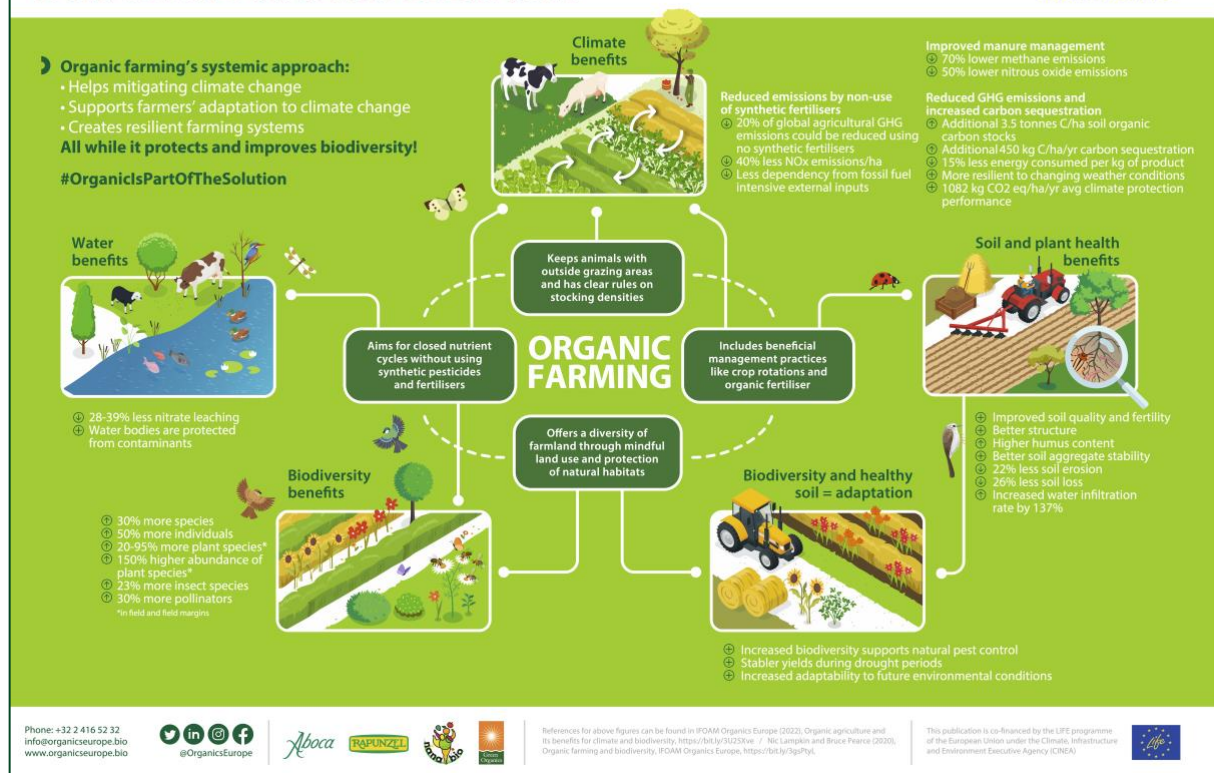 Organic farming's systemic approach:
• Helps mitigating climate change
• Supports farmers' adaptation to climate change
• Creates resilient farming systems
All while it protects and improves biodiversity!
#OrganicIsPartOfTheSolution
Climate
benefits
Reduced emissions by non-use
of synthetic fertilisers
20% of global agricultural GHG
emissions could be reduced using
no synthetic fertilisers
40% less NOx emissions/ha
Less dependency from fossil fuel
intensive external inputs
Improved manure management
70% lower methane emissions
50% lower nitrous oxide emissions
Reduced GHG emissions and
increased carbon sequestration
Additional 3.5 tonnes C/ha soil organic
carbon stocks
Additional 450 kg C/ha/yr carbon sequestration
15% less energy consumed per kg of product
More resilient to changing weather conditions
1082 kg CO2 eq/ha/yr avg climate protection
performance
Water
benefits
28-39% less nitrate leaching
Water bodies are protected
from contaminants
Keeps animals with
outside grazing areas
and has clear rules on
stocking densities
Aims for closed nutrient
cycles without using
synthetic pesticides
and fertilisers
ORGANIC
FARMING
Includes beneficial
management practices
like crop rotations and
organic fertiliser
Offers a diversity of
farmland through mindful
land use and protection
of natural habitats
Soil and plant health
benefits
Improved soil quality and fertility
Better structure
Higher humus content
Better soil aggregate stability
22% less soil erosion
26% less soil loss
Increased water infiltration
rate by 137%
Biodiversity
benefits
30% more species
50% more individuals
20-95% more plant species*
150% higher abundance of
plant species*
23% more insect species
30% more pollinators
*in field and field margins
Biodiversity and healthy
soil = adaptation
Increased biodiversity supports natural pest control
Stabler yields during drought periods
Increased adaptability to future environmental conditions
Phone: +32 2 416 52 32
info@organicseurope.bio
www.organicseurope.bio
@OrganicsEurope
Aboca
RAPUNZEL
Green
Organics
References for above figures can be found in IFOAM Organics Europe (2022), Organic agriculture and
its benefits for climate and biodiversity, https://bit.ly/3U25Xve / Nic Lampkin and Bruce Pearce (2020),
Organic farming and biodiversity, IFOAM Organics Europe, https://bit.ly/3gsPtyl,
This publication is co-financed by the LIFE programme
of the European Union under the Climate, Infrastructure
and Environment Executive Agency (CINEA)
Life